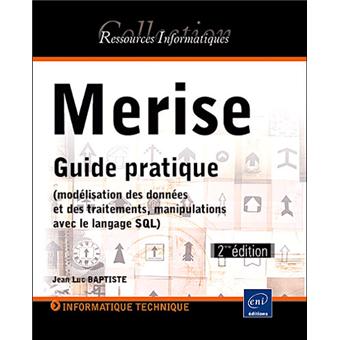 Collection
Ressources Informatiques
Merise
Guide pratique
(modélisation des données
et des traitements, manipulations
avec le langage SQL)
2ème édition
Jean Luc BAPTISTE
INFORMATIQUE TECHNIQUE
eni
éditions